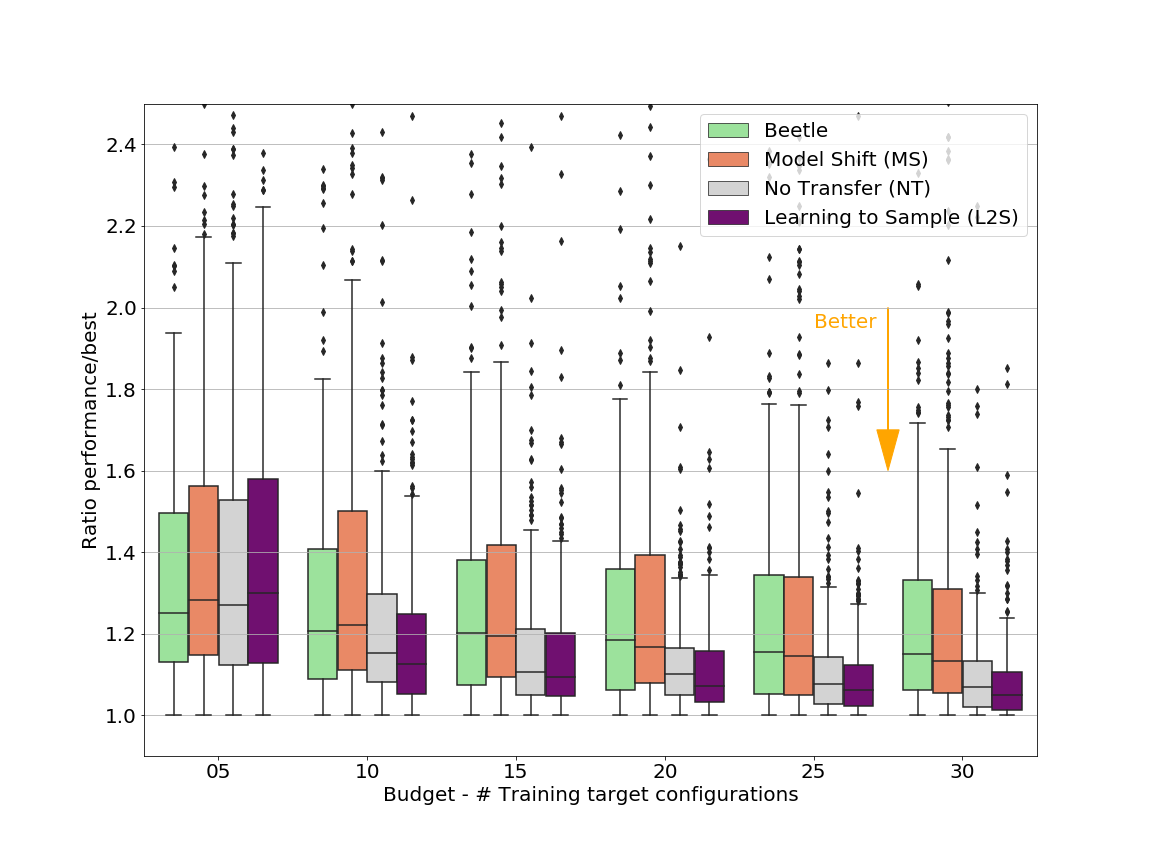 2.4
2.2
2.0
1.8
1.6
1.4
1.2
1.0
Ratio performance/best
Beetle
Model Shift (MS)
No Transfer (NT)
Learning to Sample (L2S)
Better
05 10 15 20 25 30
Budget - # Training target configurations